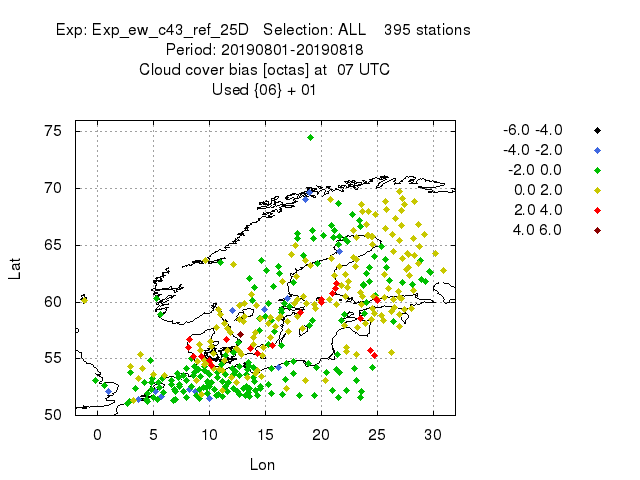 Exp: Exp_ew_c43_ref_25D Selection: ALL 395 stations
Period: 20190801-20190818
Cloud cover bias [octas] at 07 UTC
Used {06} + 01
75
70
65
60
55
50
Lat
0 5 10 15 20 25 30
Lon
-6.0 -4.0
-4.0 -2.0
-2.0 0.0
0.0 2.0
2.0 4.0
4.0 6.0